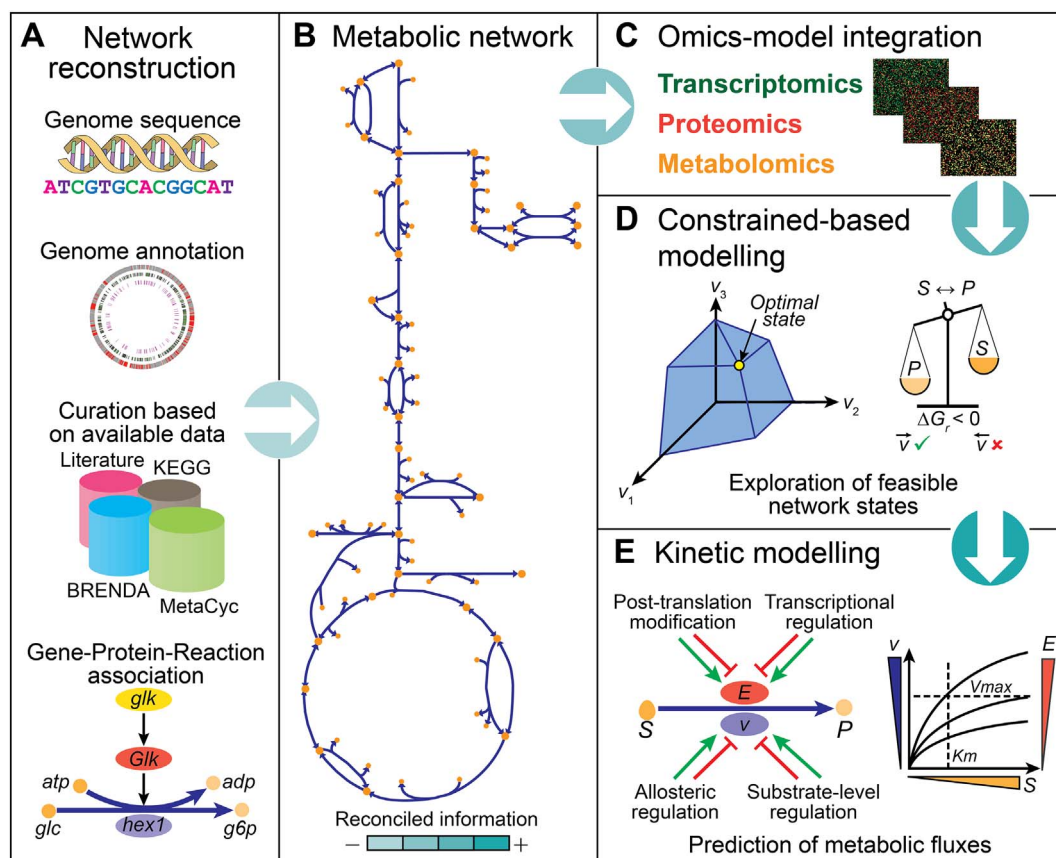 A Network
reconstruction
Genome sequence
ATCGTGCACGGCAT
Genome annotation
Curation based
on available data
Literature
KEGG
BRENDA
MetaCyc
Gene-Protein-Reaction
association
glk
Glk
atp
adp
glc
hex1
g6p
B Metabolic network
Reconciled information
− +
C Omics-model integration
Transcriptomics
Proteomics
Metabolomics
D Constrained-based
modelling
v3
Optimal
state
v2
v1
S ↔ P
P
S
ΔGr < 0
v ✓ v ✘
Exploration of feasible
network states
E Kinetic modelling
Post-translation
modification
Transcriptional
regulation
E
S
v
P
Allosteric
regulation
Substrate-level
regulation
v
Vmax
E
Km
S
Prediction of metabolic fluxes